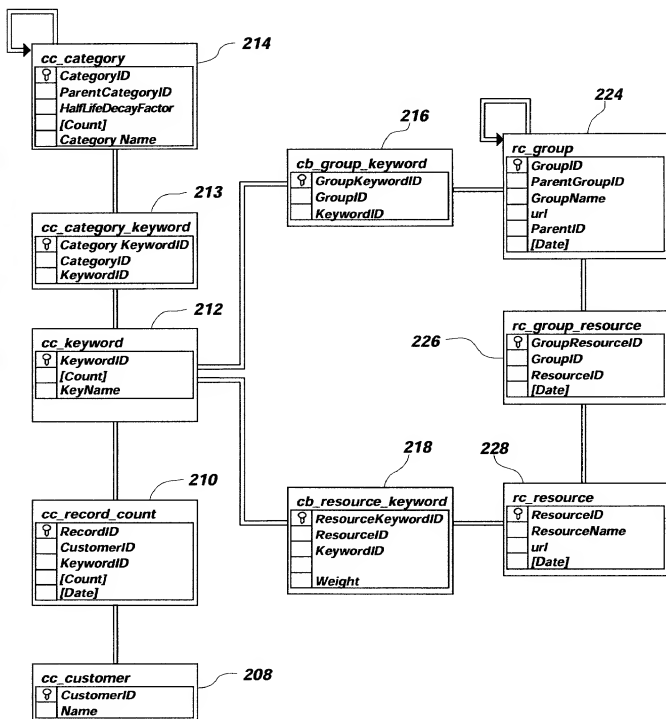 214
cc_category
CategoryID
ParentCategoryID
HalfLifeDecayFactor
[Count]
Category Name
213
cc_category_keyword
Category KeywordID
CategoryID
KeywordID
212
cc_keyword
KeywordID
[Count]
KeyName
210
cc_record_count
RecordID
CustomerID
KeywordID
[Count]
[Date]
208
cc_customer
CustomerID
Name
216
cb_group_keyword
GroupKeywordID
GroupID
KeywordID
218
cb_resource_keyword
ResourceKeywordID
ResourceID
KeywordID
Weight
224
rc_group
GroupID
ParentGroupID
GroupName
url
ParentID
[Date]
226
rc_group_resource
GroupResourceID
GroupID
ResourceID
[Date]
228
rc_resource
ResourceID
ResourceName
url
[Date]